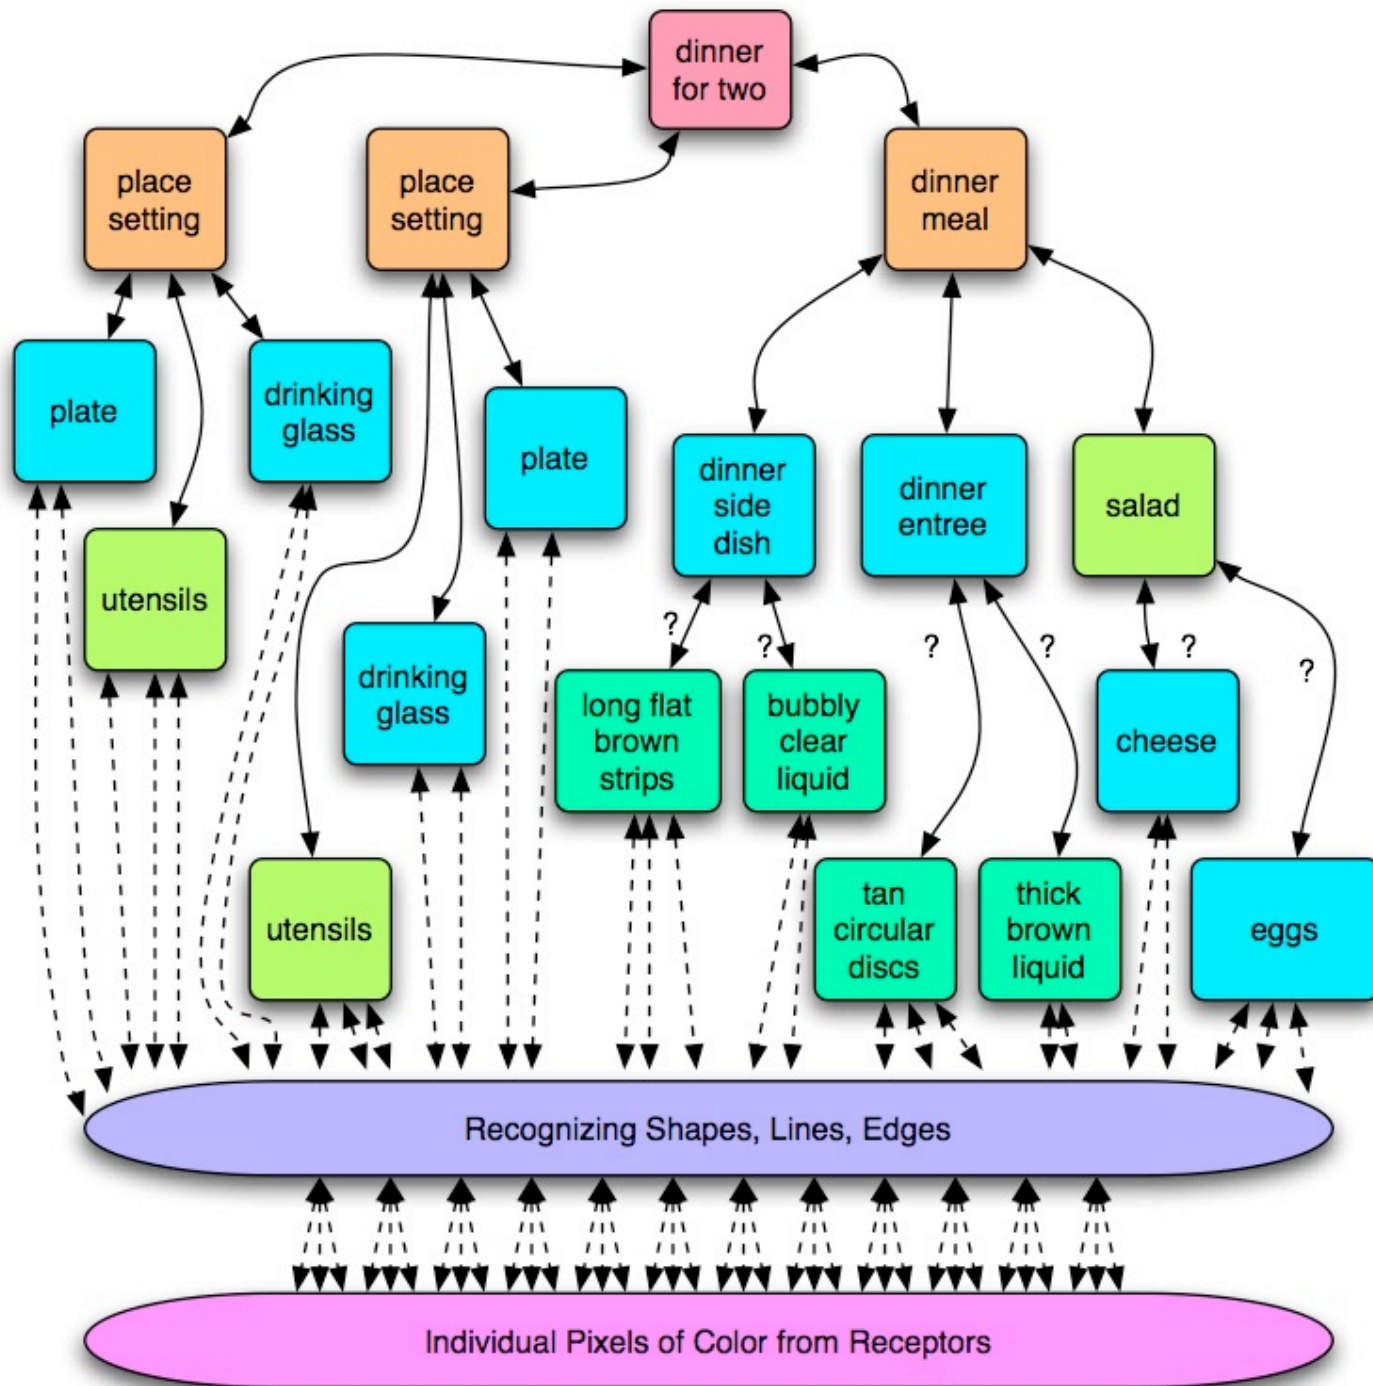 dinner
for two
place
setting
place
setting
dinner
meal
plate
drinking
glass
plate
dinner
side
dish
dinner
entree
salad
utensils
drinking
glass
?
?
?
?
?
?
long flat
brown
strips
bubbly
clear
liquid
cheese
utensils
tan
circular
discs
thick
brown
liquid
eggs
Recognizing Shapes, Lines, Edges
Individual Pixels of Color from Receptors